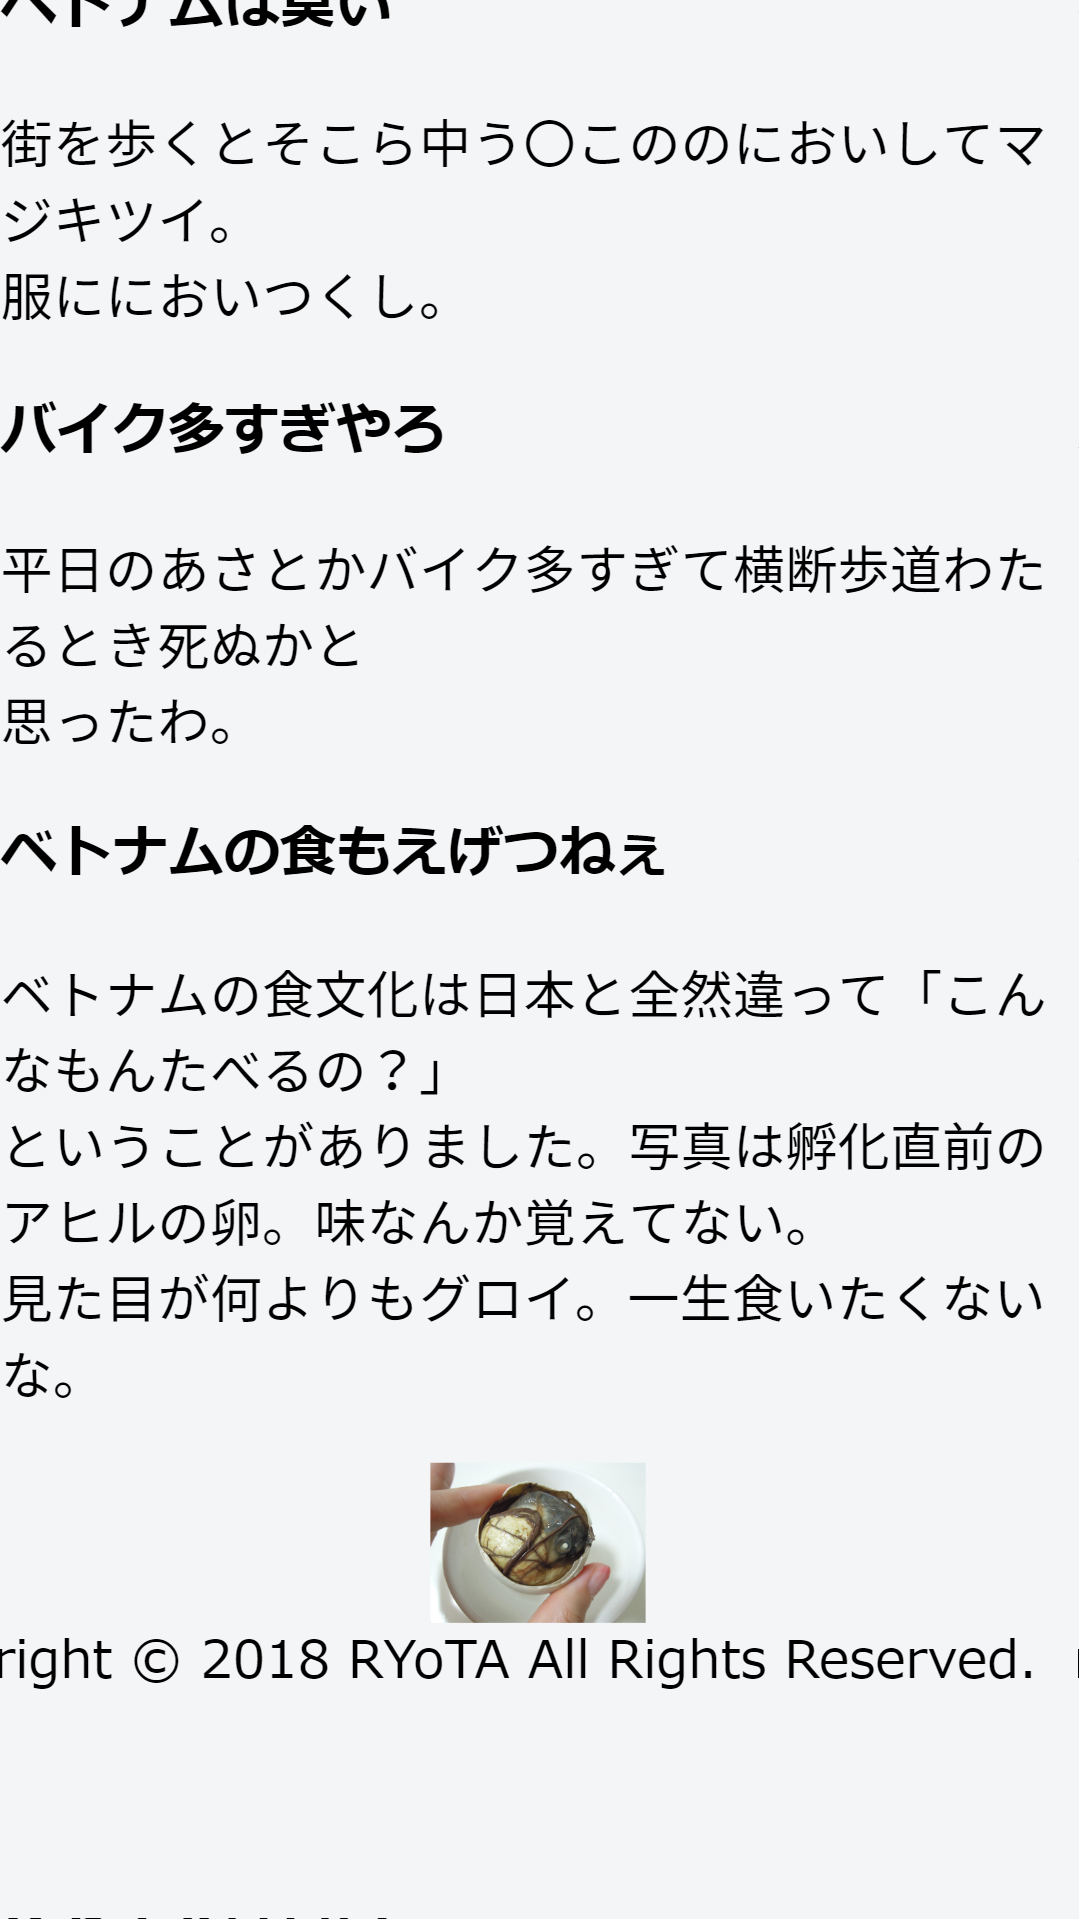 ベトナムは臭い
街を歩くとそこら中う〇こののにおいしてマ
ジキツイ。
服ににおいつくし。
バイク多すぎやろ
平日のあさとかバイク多すぎて横断歩道わた
るとき死ぬかと
思ったわ。
ベトナムの食もえげつねぇ
ベトナムの食文化は日本と全然違って「こん
なもんたべるの？」
ということがありました。写真は孵化直前の
アヒルの卵。味なんか覚えてない。
見た目が何よりもグロイ。一生食いたくない
な。
right © 2018 RYoTA All Rights Reserved.